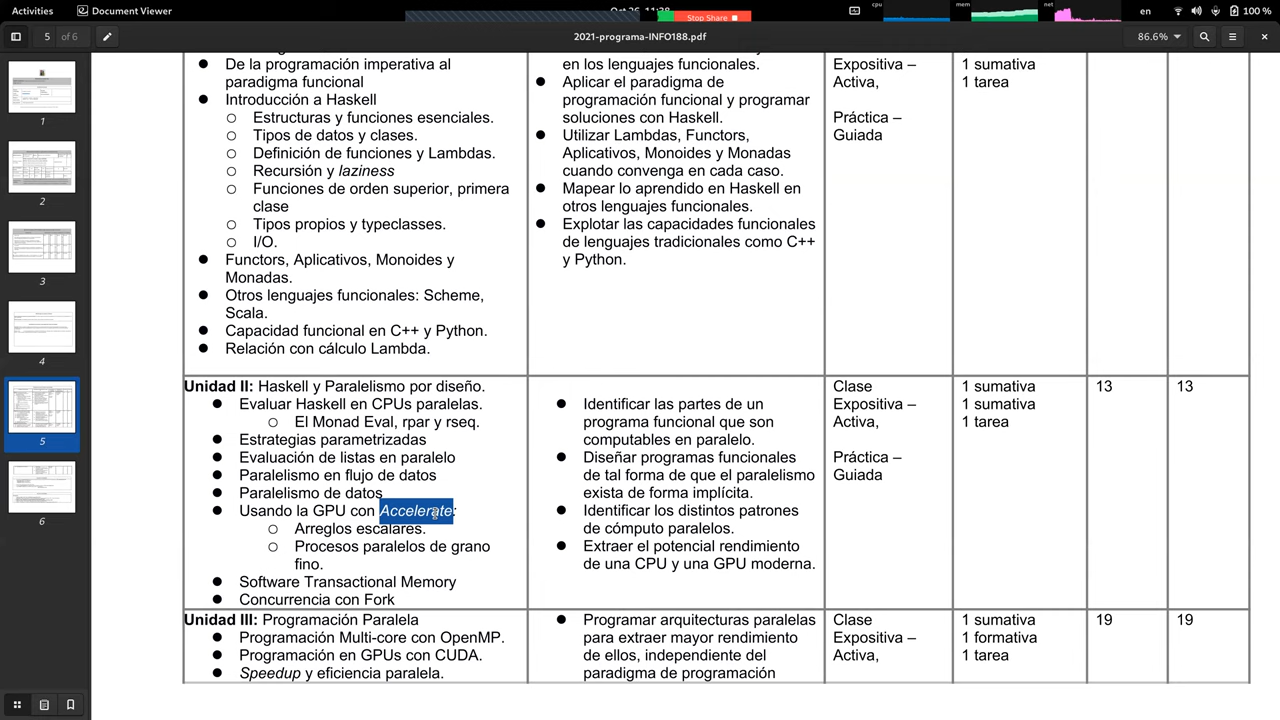 Activities
Document Viewer
Oct 26 11:38
Stop Share
cpu
mem
net
en
100 %
5
of 6
2021-programa-INFO188.pdf
86.6%
1
2
3
4
5
6
De la programación imperativa al
paradigma funcional
Introducción a Haskell
Estructuras y funciones esenciales.
Tipos de datos y clases.
Definición de funciones y Lambdas.
Recursión y laziness
Funciones de orden superior, primera
clase
Tipos propios y typeclasses.
I/O.
Functors, Aplicativos, Monoides y
Monadas.
Otros lenguajes funcionales: Scheme,
Scala.
Capacidad funcional en C++ y Python.
Relación con cálculo Lambda.
en los lenguajes funcionales.
Aplicar el paradigma de
programación funcional y programar
soluciones con Haskell.
Utilizar Lambdas, Functors,
Aplicativos, Monoides y Monadas
cuando convenga en cada caso.
Mapear lo aprendido en Haskell en
otros lenguajes funcionales.
Explotar las capacidades funcionales
de lenguajes tradicionales como C++
y Python.
Expositiva –
Activa,
Práctica –
Guiada
1 sumativa
1 tarea
Unidad II: Haskell y Paralelismo por diseño.
Evaluar Haskell en CPUs paralelas.
El Monad Eval, rpar y rseq.
Estrategias parametrizadas
Evaluación de listas en paralelo
Paralelismo en flujo de datos
Paralelismo de datos
Usando la GPU con Accelerate:
Arreglos escalares.
Procesos paralelos de grano
fino.
Software Transactional Memory
Concurrencia con Fork
Identificar las partes de un
programa funcional que son
computables en paralelo.
Diseñar programas funcionales
de tal forma de que el paralelismo
exista de forma implícita.
Identificar los distintos patrones
de cómputo paralelos.
Extraer el potencial rendimiento
de una CPU y una GPU moderna.
Clase
Expositiva –
Activa,
Práctica –
Guiada
1 sumativa
1 sumativa
1 tarea
13
13
Unidad III: Programación Paralela
Programación Multi-core con OpenMP.
Programación en GPUs con CUDA.
Speedup y eficiencia paralela.
Programar arquitecturas paralelas
para extraer mayor rendimiento
de ellos, independiente del
paradigma de programación
Clase
Expositiva –
Activa,
1 sumativa
1 formativa
1 tarea
19
19